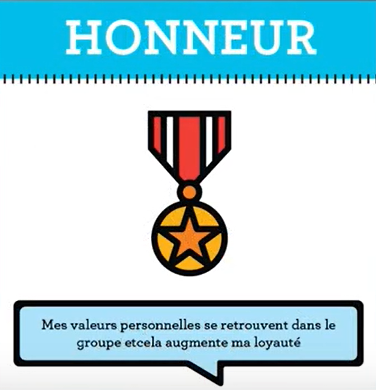 HONNEUR
Mes valeurs personnelles se retrouvent dans le
groupe etcela augmente ma loyauté